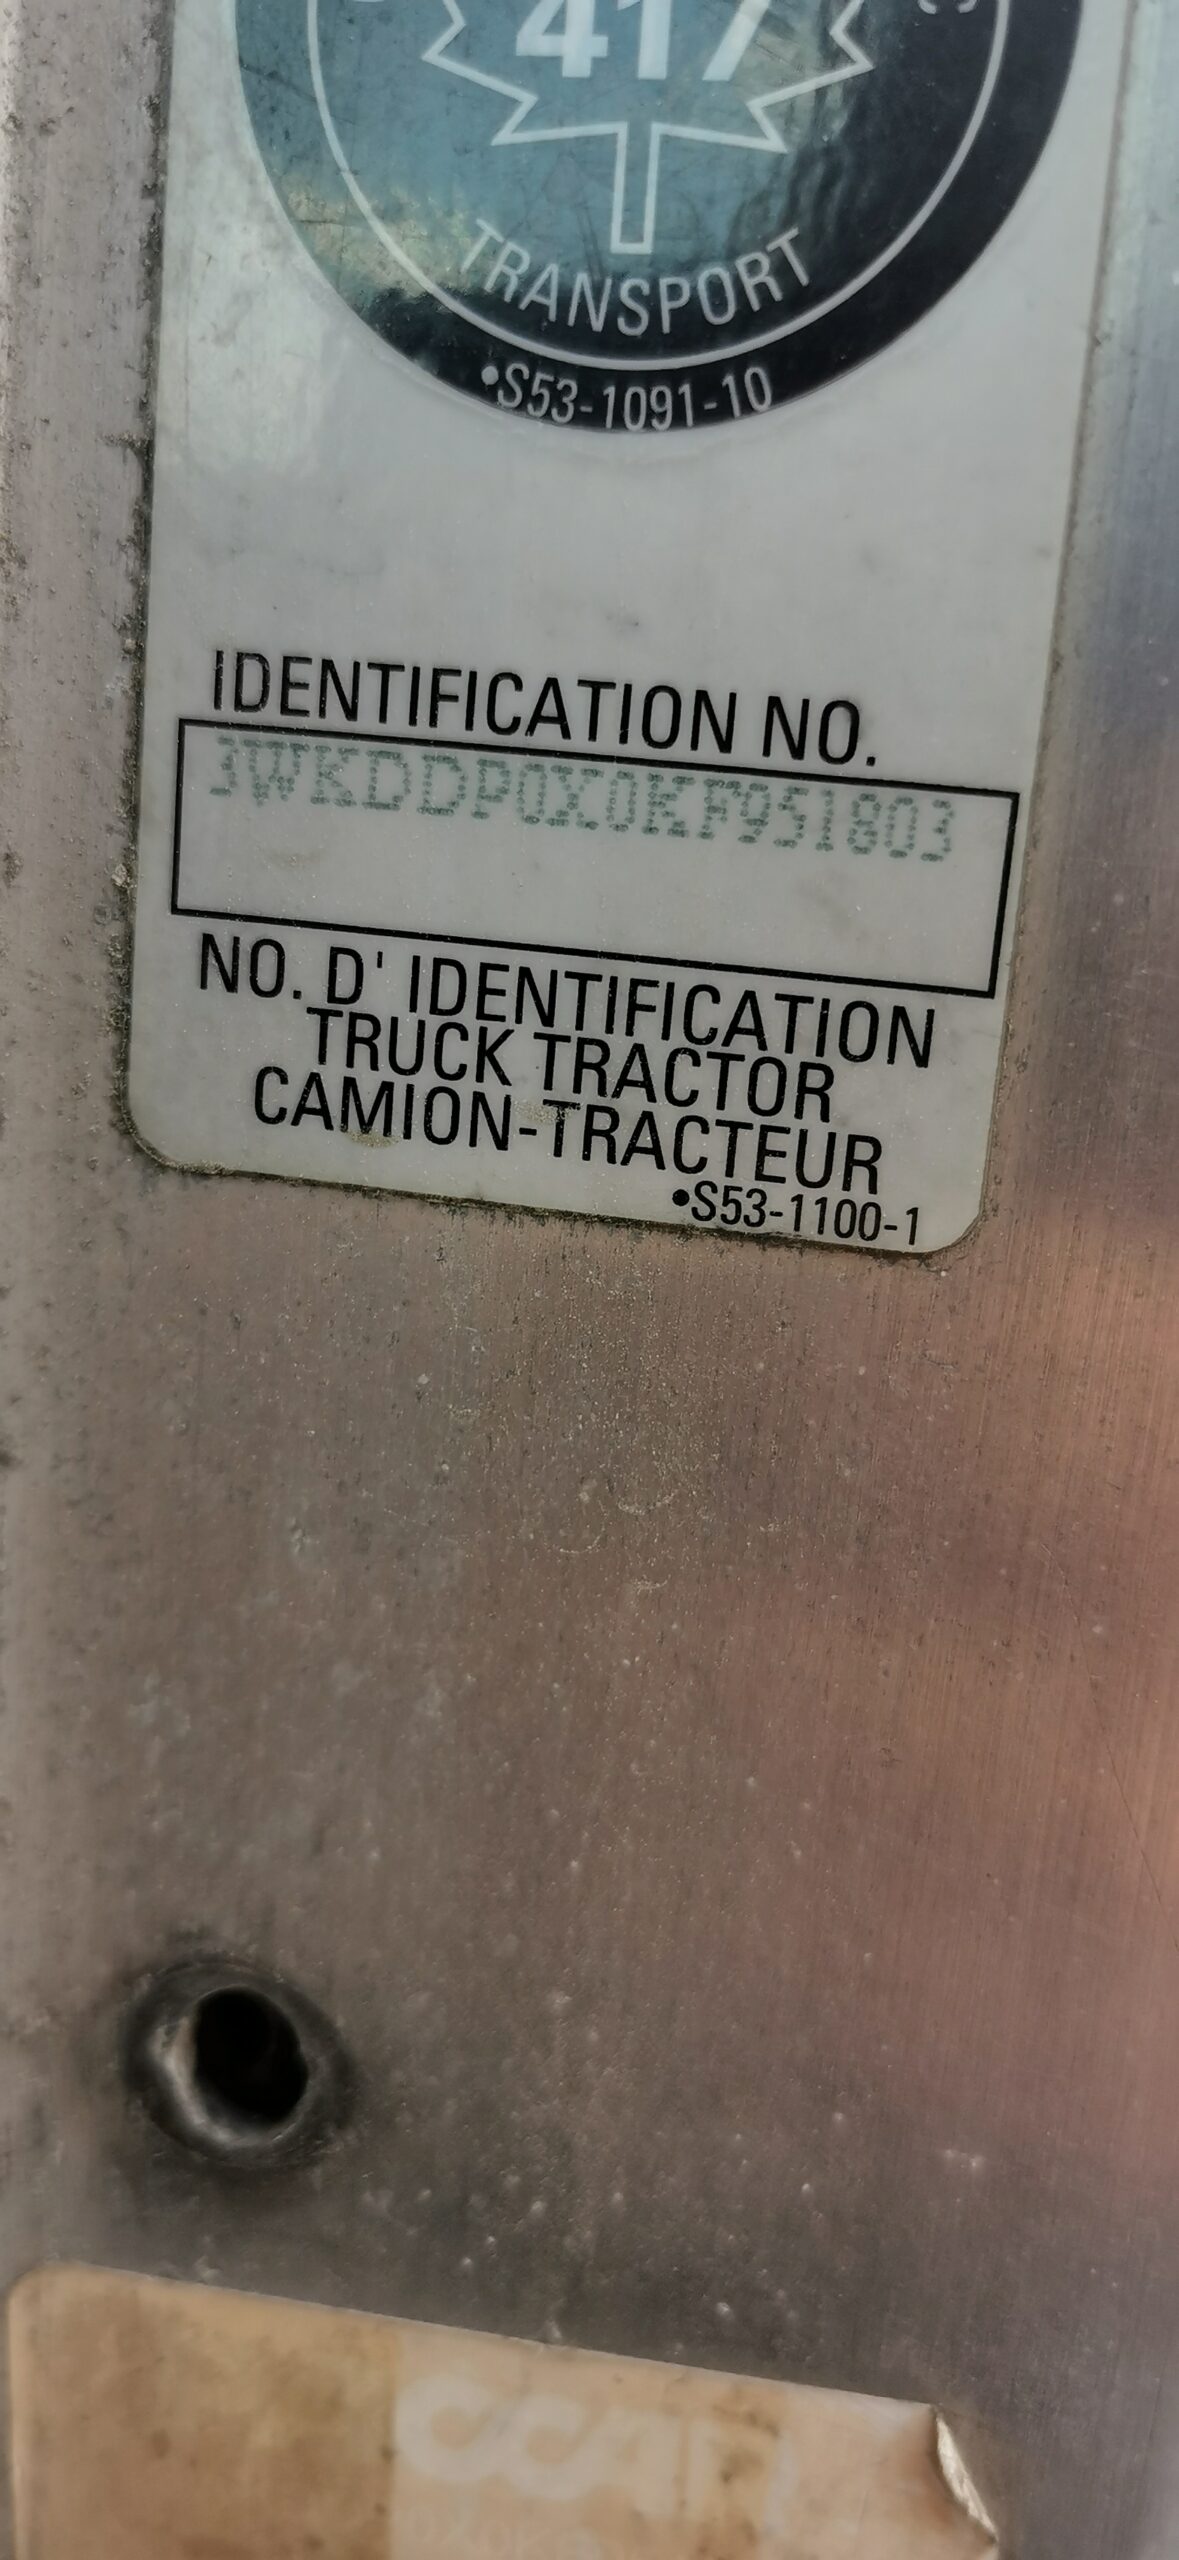 417
TRANSPORT
•S53-1091-10
IDENTIFICATION NO.
3WKDDP0X0KF951803
NO. D' IDENTIFICATION
TRUCK TRACTOR
CAMION-TRACTEUR
•S53-1100-1